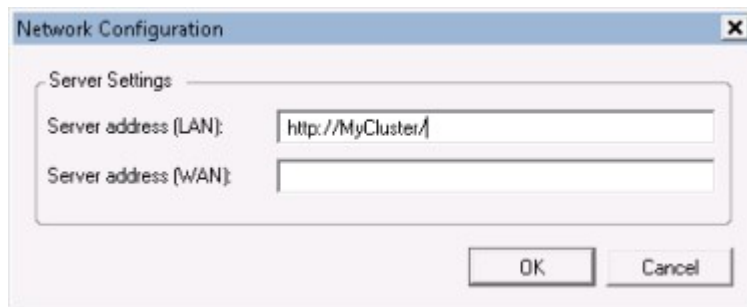 Network Configuration
Server Settings
Server address (LAN): http://MyCluster/
Server address (WAN):
OK Cancel